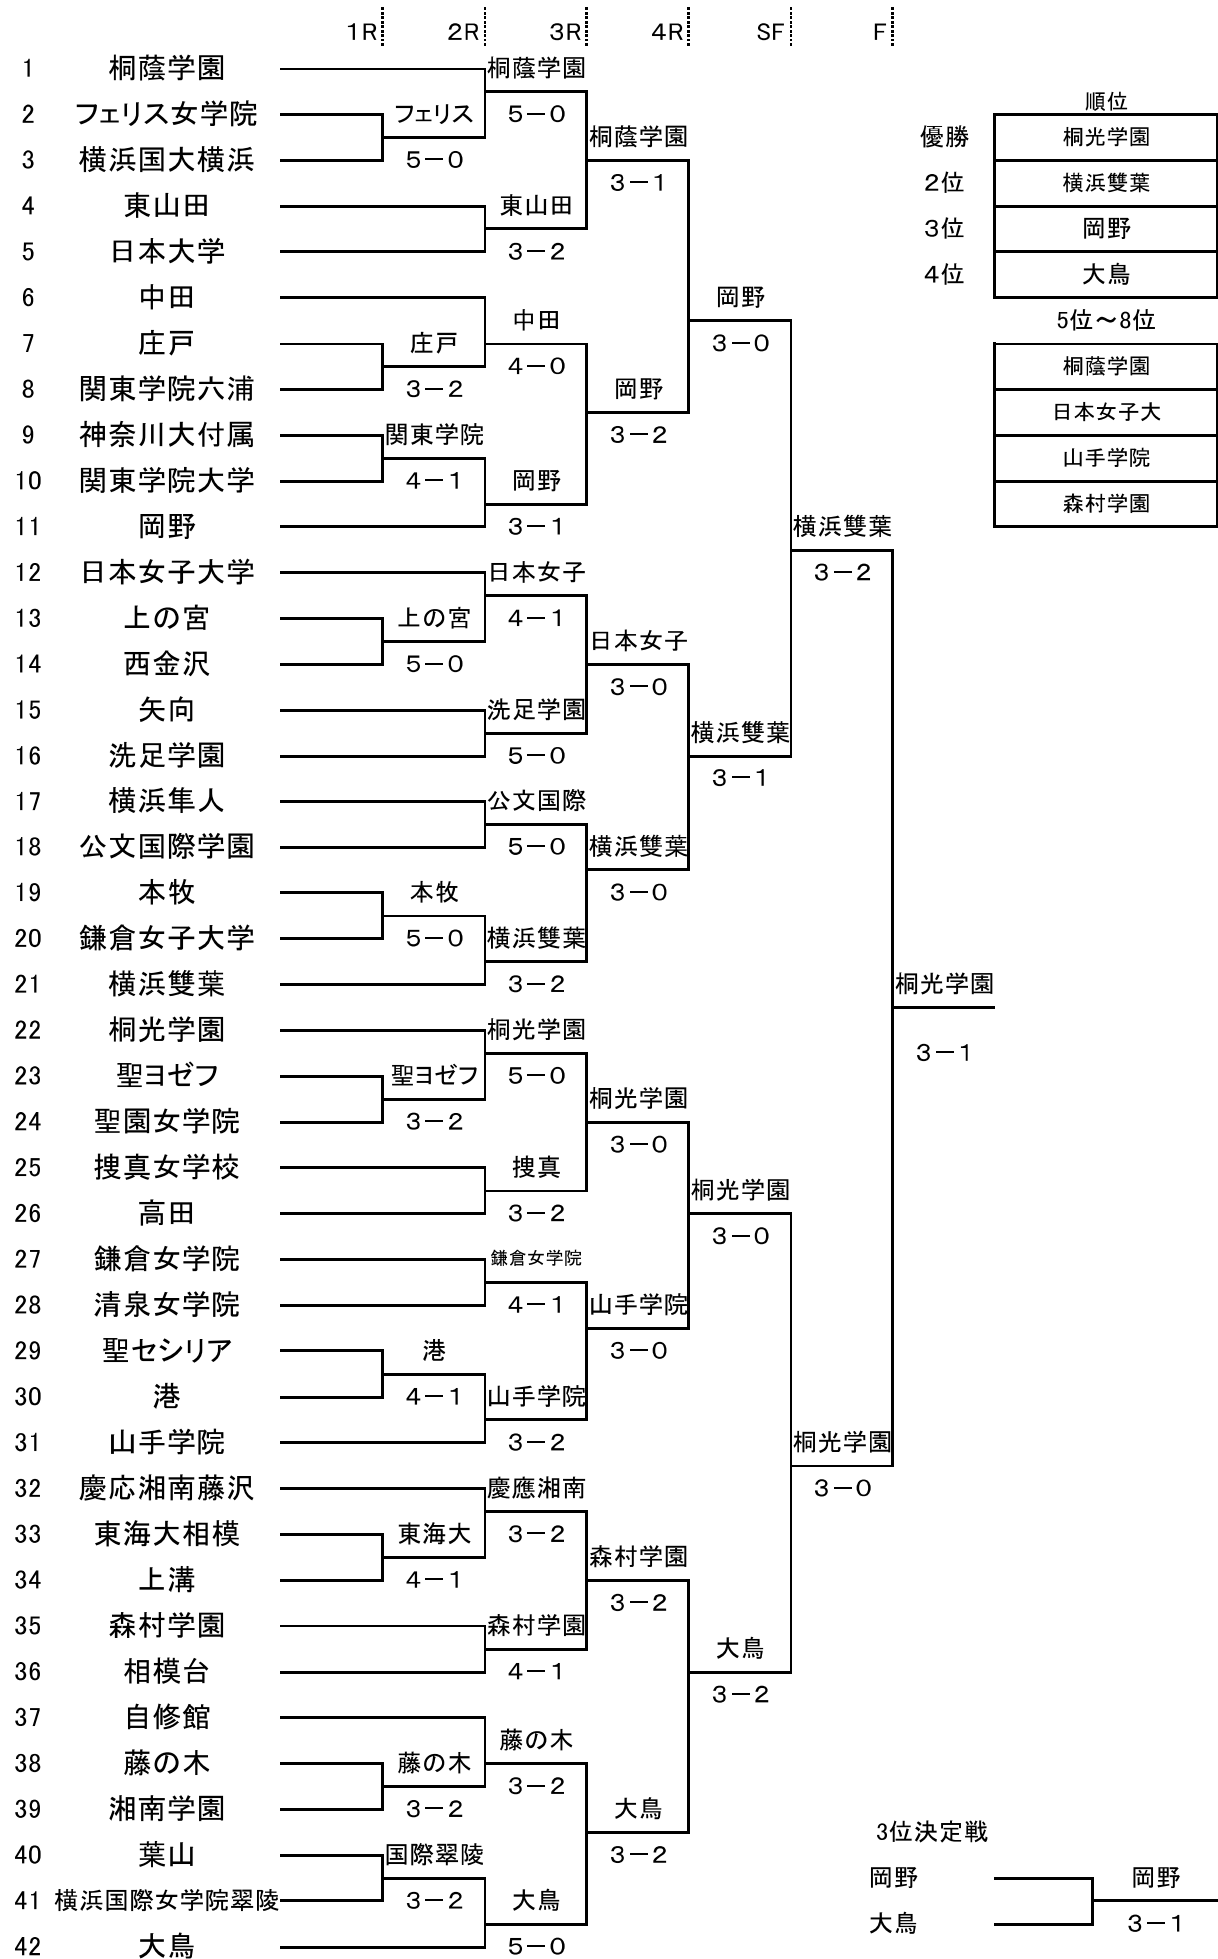 1R 2R 3R 4R SF F
1 桐蔭学園 桐蔭学園
順位
2 フェリス女学院 フェリス 5－0
桐蔭学園 優勝 桐光学園
3 横浜国大横浜 5－0
3－1 2位 横浜雙葉
4 東山田 東山田
3位 岡野
5 日本大学 3－2
4位 大鳥
6 中田 岡野
中田 5位～8位
7 庄戸 庄戸 3－0
4－0 桐蔭学園
8 関東学院六浦 3－2 岡野
日本女子大
9 神奈川大付属 関東学院 3－2
山手学院
10 関東学院大学 4－1 岡野
森村学園
11 岡野 3－1 横浜雙葉
12 日本女子大学 日本女子 3－2
13 上の宮 上の宮 4－1
日本女子
14 西金沢 5－0
3－0
15 矢向 洗足学園
横浜雙葉
16 洗足学園 5－0
3－1
17 横浜隼人 公文国際
18 公文国際学園 5－0 横浜雙葉
19 本牧 本牧 3－0
20 鎌倉女子大学 5－0 横浜雙葉
21 横浜雙葉 3－2 桐光学園
22 桐光学園 桐光学園
3－1
23 聖ヨゼフ 聖ヨゼフ 5－0
桐光学園
24 聖園女学院 3－2
3－0
25 捜真女学校 捜真
桐光学園
26 高田 3－2
3－0
27 鎌倉女学院 鎌倉女学院
28 清泉女学院 4－1 山手学院
29 聖セシリア 港 3－0
30 港 4－1 山手学院
31 山手学院 3－2 桐光学園
32 慶応湘南藤沢 慶應湘南 3－0
33 東海大相模 東海大 3－2
森村学園
34 上溝 4－1
3－2
35 森村学園 森村学園
大鳥
36 相模台 4－1
3－2
37 自修館
藤の木
38 藤の木 藤の木
3－2
39 湘南学園 3－2 大鳥
3位決定戦
40 葉山 国際翠陵 3－2
岡野 岡野
41 横浜国際女学院翠陵 3－2 大鳥
大鳥 3－1
42 大鳥 5－0